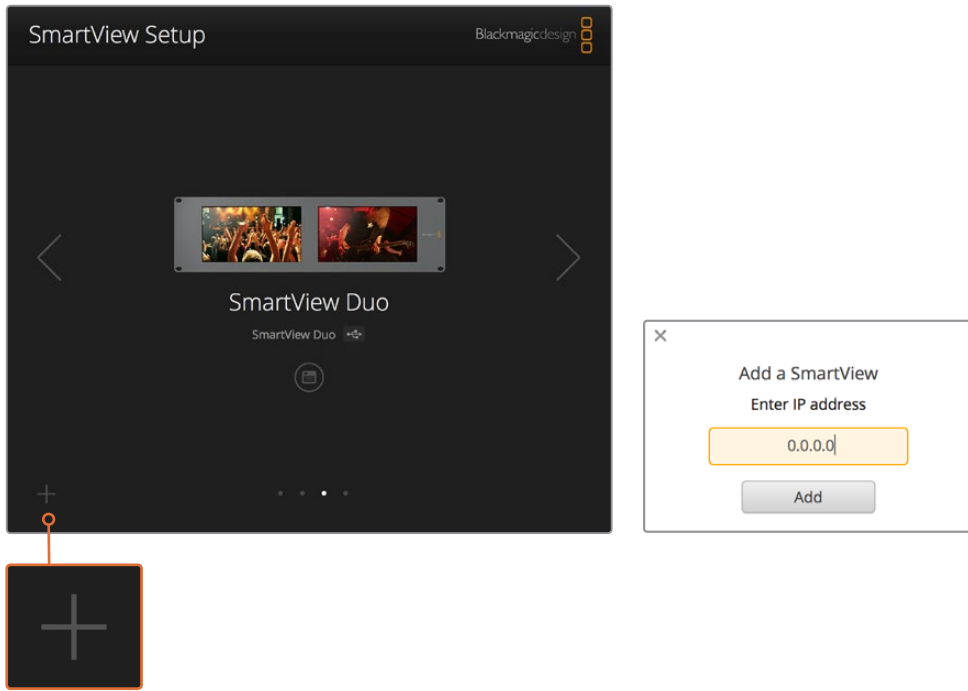 SmartView Setup
Blackmagicdesign
SmartView Duo
SmartView Duo
Add a SmartView
Enter IP address
0.0.0.0
Add